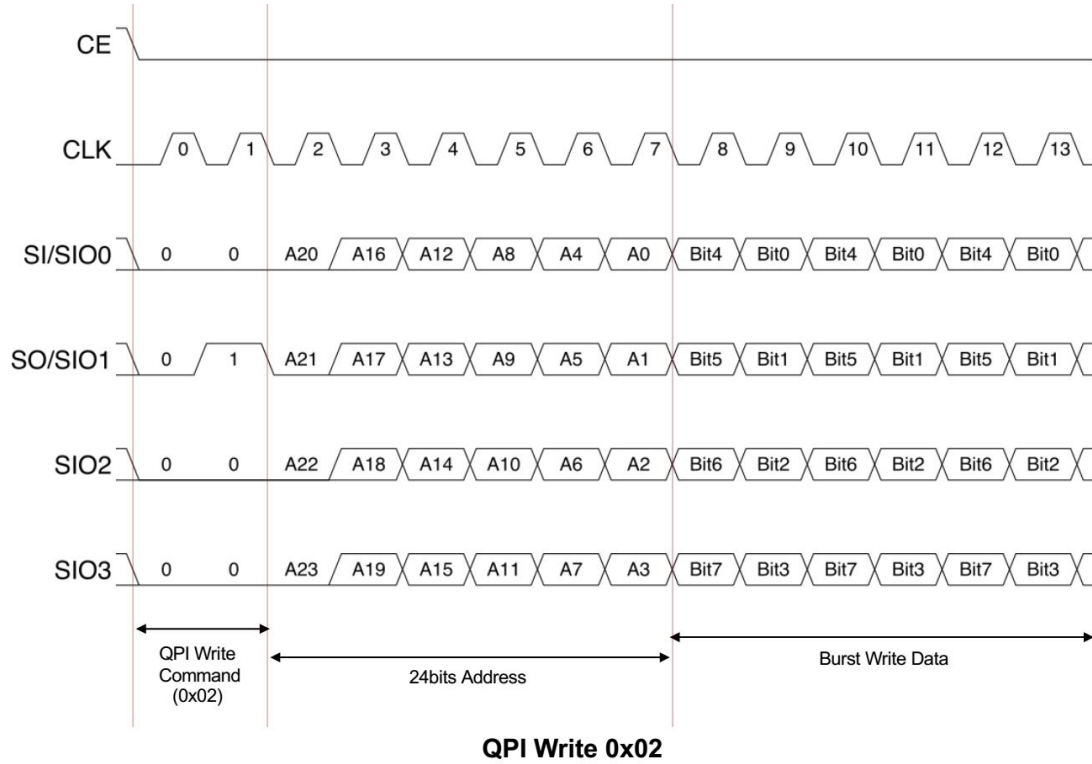 CE
CLK 0 1 2 3 4 5 6 7 8 9 10 11 12 13
SI/SIO0 0 0 A20 A16 A12 A8 A4 A0 Bit4 Bit0 Bit4 Bit0 Bit4 Bit0
SO/SIO1 0 1 A21 A17 A13 A9 A5 A1 Bit5 Bit1 Bit5 Bit1 Bit5 Bit1
SIO2 0 0 A22 A18 A14 A10 A6 A2 Bit6 Bit2 Bit6 Bit2 Bit6 Bit2
SIO3 0 0 A23 A19 A15 A11 A7 A3 Bit7 Bit3 Bit7 Bit3 Bit7 Bit3
QPI Write
Command
(0x02)
24bits Address
Burst Write Data
QPI Write 0x02